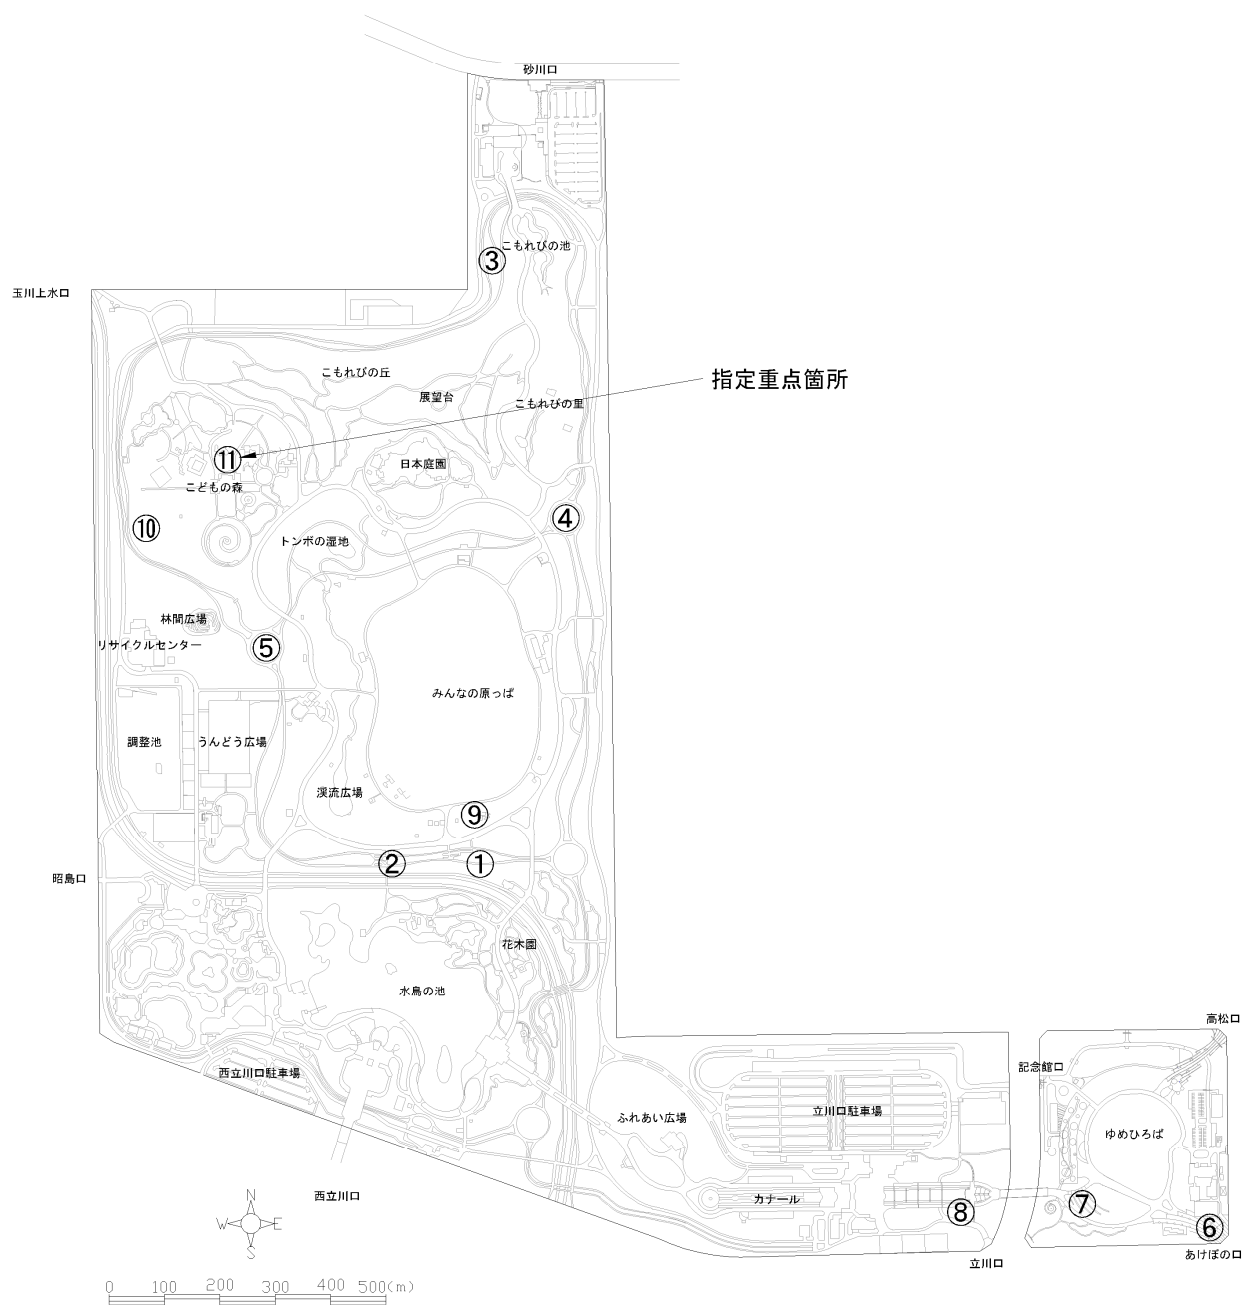 砂川口
こもれびの池
③
玉川上水口
こもれびの丘
指定重点箇所
展望台
こもれびの里
⑪
日本庭園
こどもの森
④
⑩
トンボの湿地
林間広場
リサイクルセンター
⑤
みんなの原っぱ
調整池
うんどう広場
渓流広場
⑨
②
①
昭島口
花木園
水鳥の池
高松口
記念館口
西立川口駐車場
立川口駐車場
ふれあい広場
ゆめひろば
西立川口
カナール
⑧
⑦
⑥
あけぼの口
立川口
N
W E
S
0 100 200 300 400 500(m)